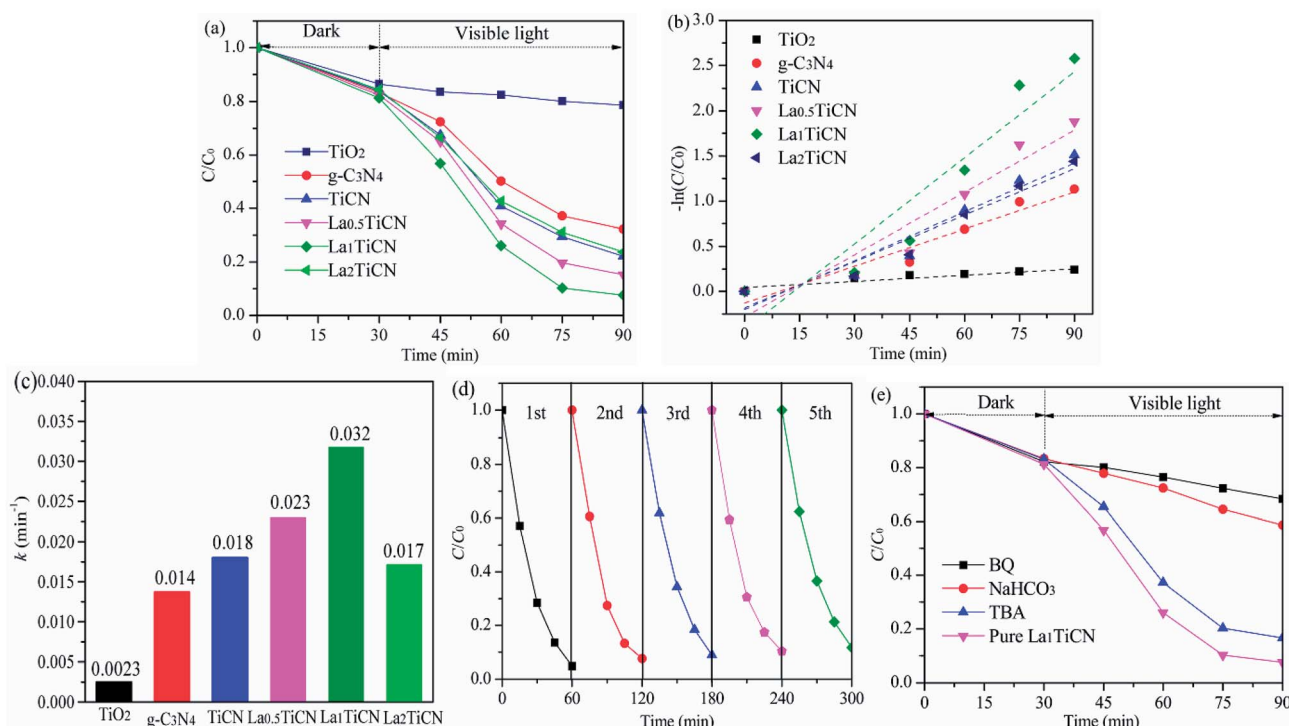 (a)
Dark
Visible light
1.0
0.8
0.6
0.4
0.2
0.0
C/C0
TiO2
g-C3N4
TiCN
La0.5TiCN
La1TiCN
La2TiCN
0 30 45 60 75 90
Time (min)
(b)
3.0
2.5
2.0
1.5
1.0
0.5
0.0
-ln(C/C0)
TiO2
g-C3N4
TiCN
La0.5TiCN
La1TiCN
La2TiCN
0 15 30 45 60 75 90
Time (min)
(c)
0.040
0.035
0.030
0.025
0.020
0.015
0.010
0.005
0.000
k (min-1)
0.0023
0.014
0.018
0.023
0.032
0.017
TiO2 g-C3N4 TiCN La0.5TiCN La1TiCN La2TiCN
(d)
1st 2nd 3rd 4th 5th
1.0
0.8
0.6
0.4
0.2
0.0
C/C0
0 60 120 180 240 300
Time (min)
(e)
Dark
Visible light
1.0
0.8
0.6
0.4
0.2
0.0
C/C0
BQ
NaHCO3
TBA
Pure La1TiCN
0 15 30 45 60 75 90
Time (min)